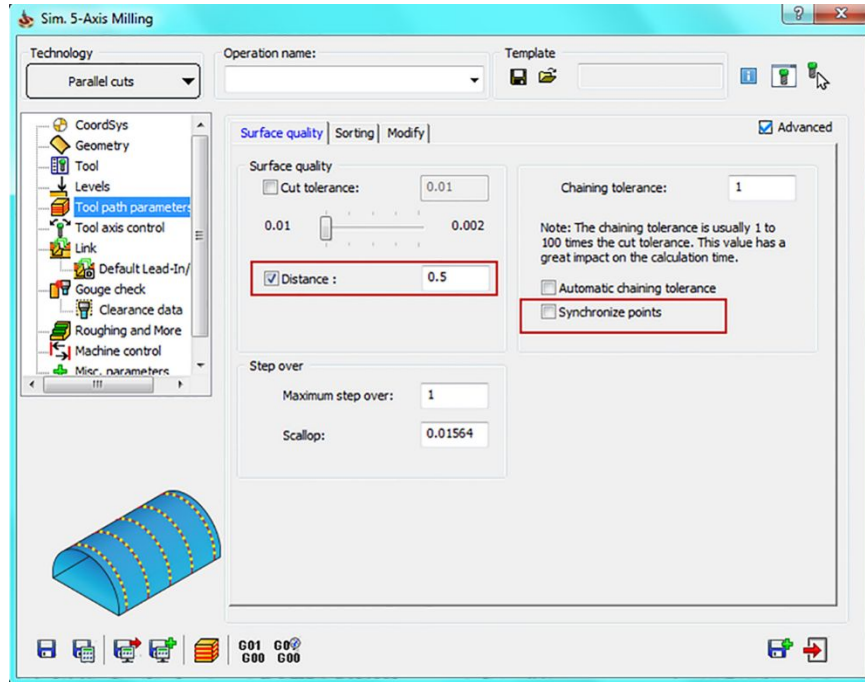 Sim. 5-Axis Milling
Technology
Parallel cuts
Operation name:
Template
CoordSys
Geometry
Tool
Levels
Tool path parameters
Tool axis control
Link
Default Lead-In/
Gouge check
Clearance data
Roughing and More
Machine control
Misc. parameters
Surface quality
Sorting
Modify
Advanced
Surface quality
Cut tolerance:
0.01
0.01
0.002
Distance :
0.5
Chaining tolerance:
1
Note: The chaining tolerance is usually 1 to
100 times the cut tolerance. This value has a
great impact on the calculation time.
Automatic chaining tolerance
Synchronize points
Step over
Maximum step over:
1
Scallop:
0.01564
G01
G00
G0
G00